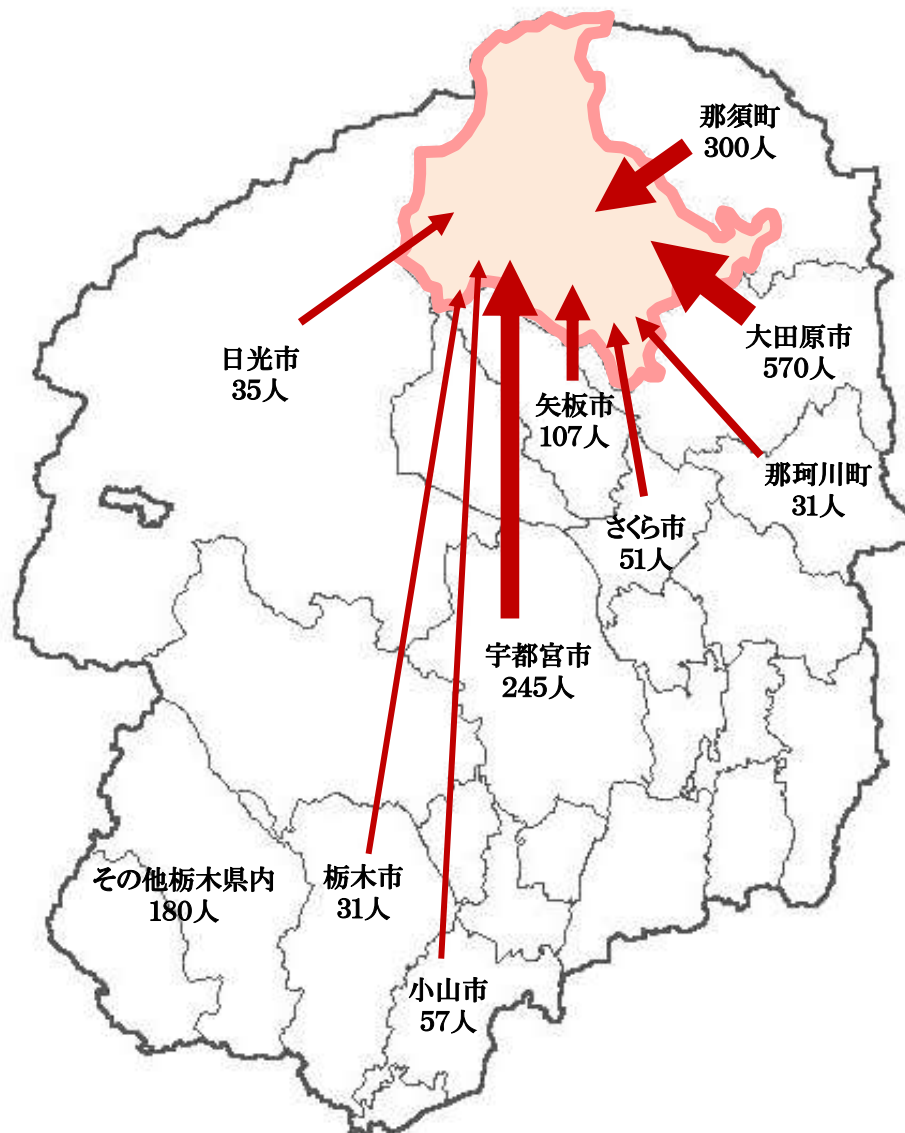 那須町
300人
大田原市
570人
日光市
35人
矢板市
107人
那珂川町
31人
さくら市
51人
宇都宮市
245人
その他栃木県内
180人
栃木市
31人
小山市
57人